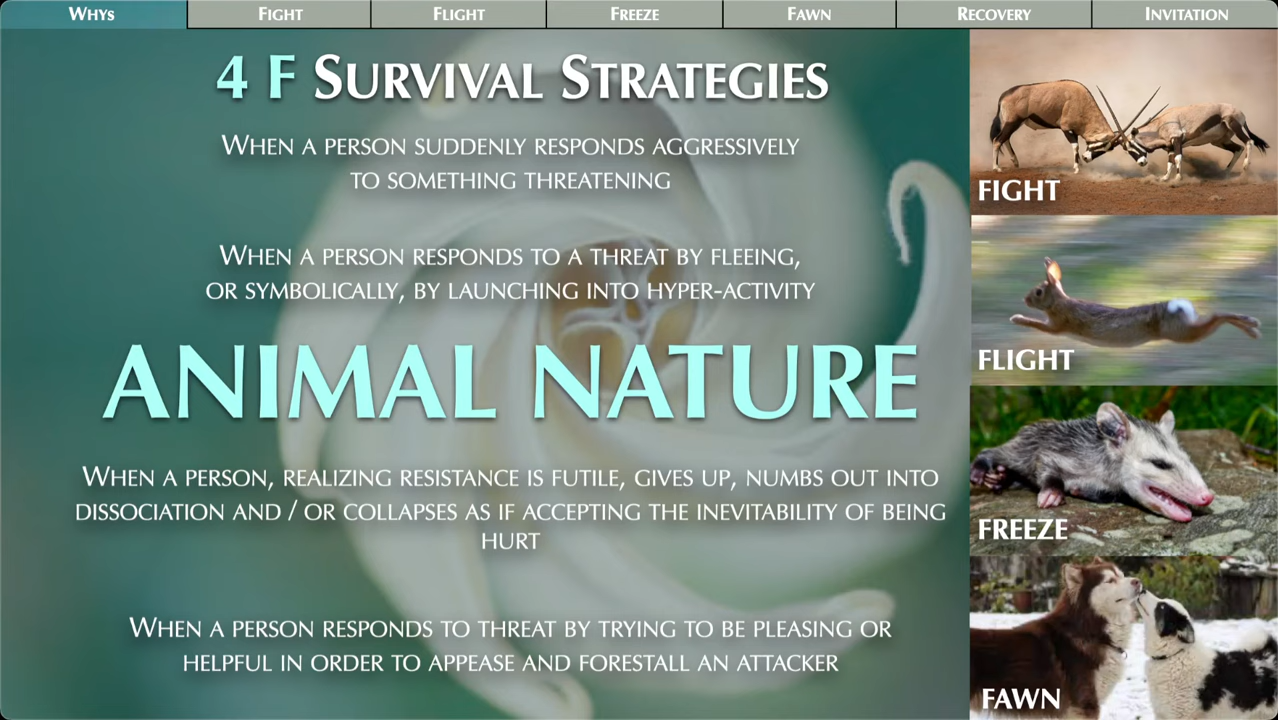 Whys
Fight
Flight
Freeze
Fawn
Recovery
Invitation
4 F Survival Strategies
When a person suddenly responds aggressively
to something threatening
FIGHT
When a person responds to a threat by fleeing,
or symbolically, by launching into hyper-activity
FLIGHT
ANIMAL NATURE
When a person, realizing resistance is futile, gives up, numbs out into
dissociation and / or collapses as if accepting the inevitability of being
hurt
FREEZE
When a person responds to threat by trying to be pleasing or
helpful in order to appease and forestall an attacker
FAWN